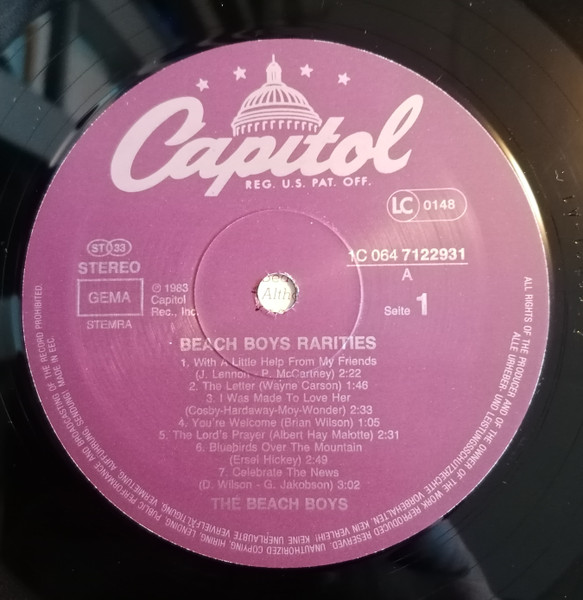 Capitol
REG. U.S. PAT. OFF.
LC 0148
ST 33
STEREO
GEMA
STEMRA
℗ 1983
Capitol
Rec., Inc.
1C 064 7122931
A
Seite 1
BEACH BOYS RARITIES
1. With A Little Help From My Friends
(J. Lennon - P. McCartney) 2:22
2. The Letter (Wayne Carson) 1:46
3. I Was Made To Love Her
(Cosby-Hardaway-Moy-Wonder) 2:33
4. You're Welcome (Brian Wilson) 1:05
5. The Lord's Prayer (Albert Hay Malotte) 2:31
6. Bluebirds Over The Mountain
(Ersel Hickey) 2:49
7. Celebrate The News
(D. Wilson - G. Jakobson) 3:02
THE BEACH BOYS
ALL RIGHTS OF THE PRODUCER AND OF THE OWNER OF THE WORK REPRODUCED RESERVED. UNAUTHORIZED COPYING, HIRING, LENDING, PUBLIC PERFORMANCE AND BROADCASTING OF THE RECORD PROHIBITED.
ALLE URHEBER- UND LEISTUNGSSCHUTZRECHTE VORBEHALTEN. KEIN VERLEIH! KEINE UNERLAUBTE VERVIELFÄLTIGUNG, VERMIETUNG, AUFFÜHRUNG, SENDUNG! MADE IN EEC.